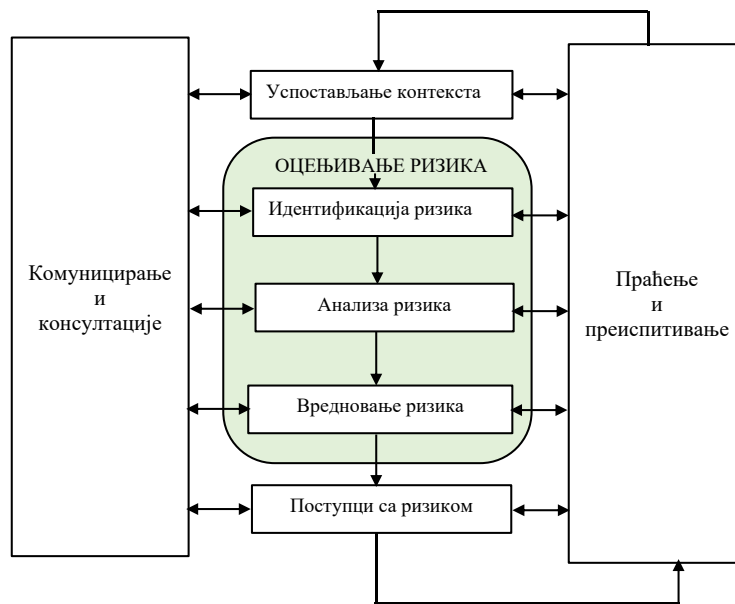 Успостављање контекста
ОЦЕЊИВАЊЕ РИЗИКА
Идентификација ризика
Комуницирање
и
консултације
Анализа ризика
Праћење
и
преиспитивање
Вредновање ризика
Поступци са ризиком